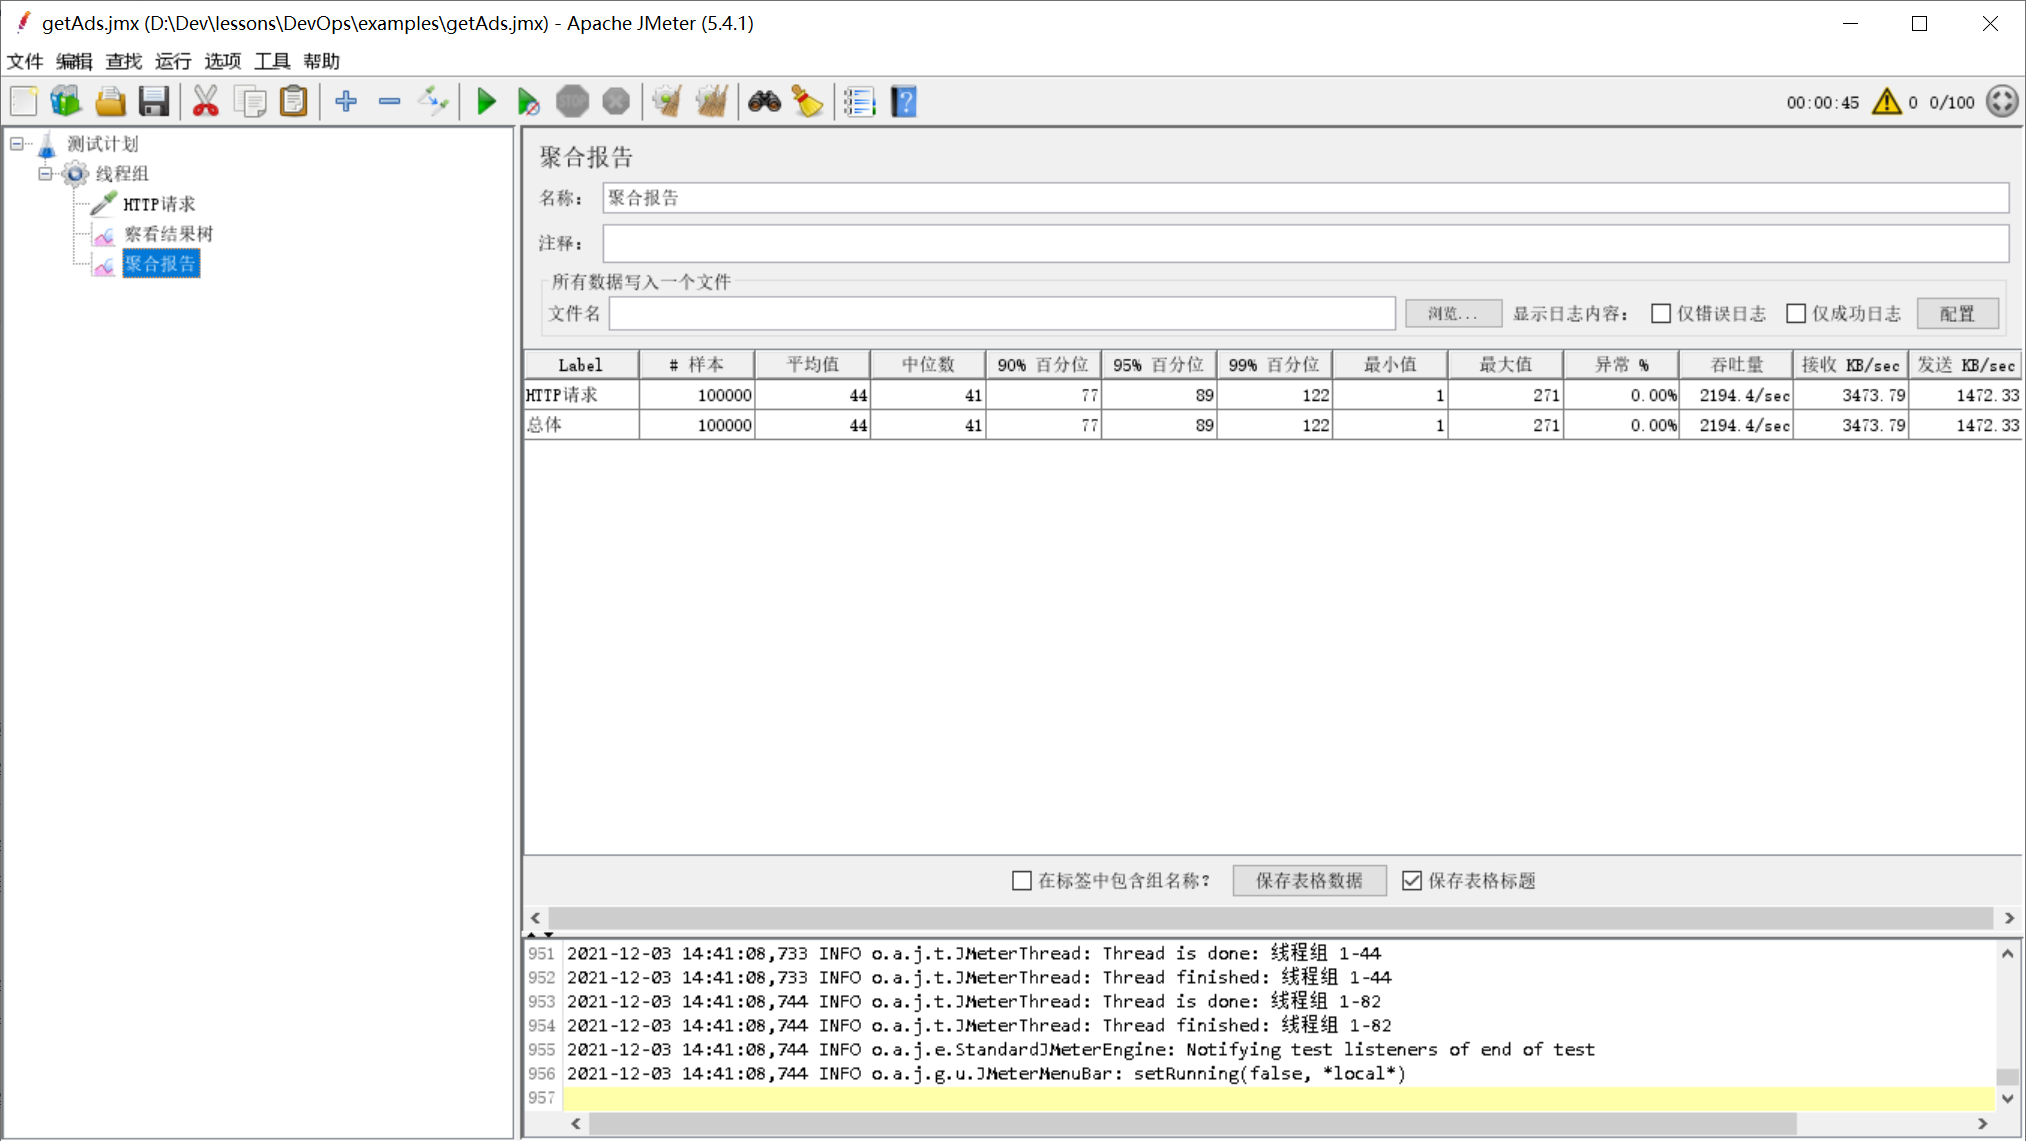 getAds.jmx (D:\Dev\lessons\DevOps\examples\getAds.jmx) - Apache JMeter (5.4.1)
文件 编辑 查找 运行 选项 工具 帮助
STOP
00:00:45 0 0/100
测试计划
线程组
HTTP请求
察看结果树
聚合报告
聚合报告
名称: 聚合报告
注释:
所有数据写入一个文件
文件名 浏览... 显示日志内容: 仅错误日志 仅成功日志 配置
Label # 样本 平均值 中位数 90% 百分位 95% 百分位 99% 百分位 最小值 最大值 异常 % 吞吐量 接收 KB/sec 发送 KB/sec
HTTP请求 100000 44 41 77 89 122 1 271 0.00% 2194.4/sec 3473.79 1472.33
总体 100000 44 41 77 89 122 1 271 0.00% 2194.4/sec 3473.79 1472.33
在标签中包含组名称? 保存表格数据 保存表格标题
951 2021-12-03 14:41:08,733 INFO o.a.j.t.JMeterThread: Thread is done: 线程组 1-44
952 2021-12-03 14:41:08,733 INFO o.a.j.t.JMeterThread: Thread finished: 线程组 1-44
953 2021-12-03 14:41:08,744 INFO o.a.j.t.JMeterThread: Thread is done: 线程组 1-82
954 2021-12-03 14:41:08,744 INFO o.a.j.t.JMeterThread: Thread finished: 线程组 1-82
955 2021-12-03 14:41:08,744 INFO o.a.j.e.StandardJMeterEngine: Notifying test listeners of end of test
956 2021-12-03 14:41:08,744 INFO o.a.j.g.u.JMeterMenuBar: setRunning(false, *local*)
957